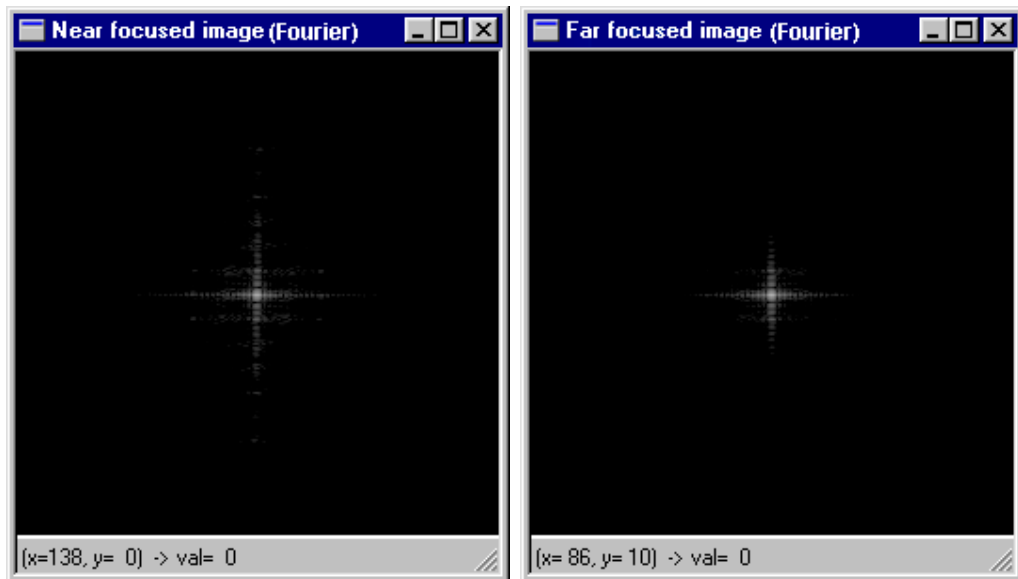 Near focused image (Fourier)
(x=138, y= 0) -> val= 0
Far focused image (Fourier)
(x= 86, y= 10) -> val= 0